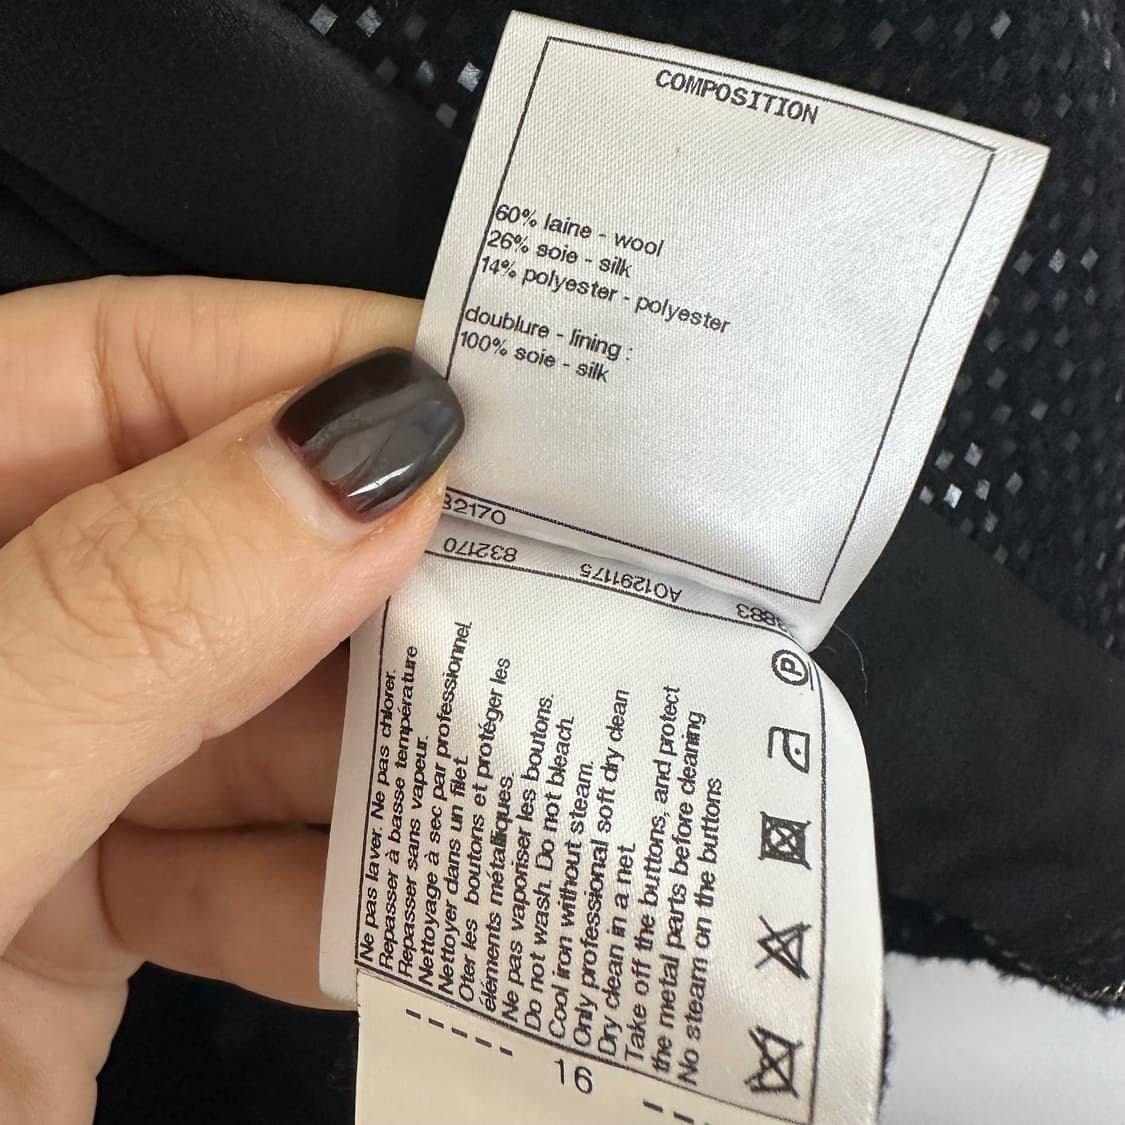 COMPOSITION
60% laine - wool
26% soie - silk
14% polyester - polyester
doublure - lining :
100% soie - silk
32170
832170 A01291175 3883
Ne pas laver. Ne pas chlorer.
Repasser à basse température
Repasser sans vapeur.
Nettoyage à sec par professionnel.
Nettoyer dans un filet
Oter les boutons et protéger les
éléments métalliques.
Ne pas vaporiser les boutons.
Do not wash. Do not bleach.
Cool iron without steam.
Only professional soft dry clean
Dry clean in a net
Take off the buttons, and protect
the metal parts before cleaning
No steam on the buttons
P
16